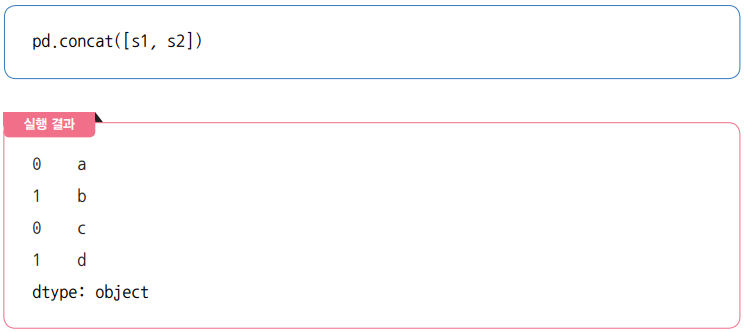 pd.concat([s1, s2])
실행 결과
0    a
1    b
0    c
1    d
dtype: object